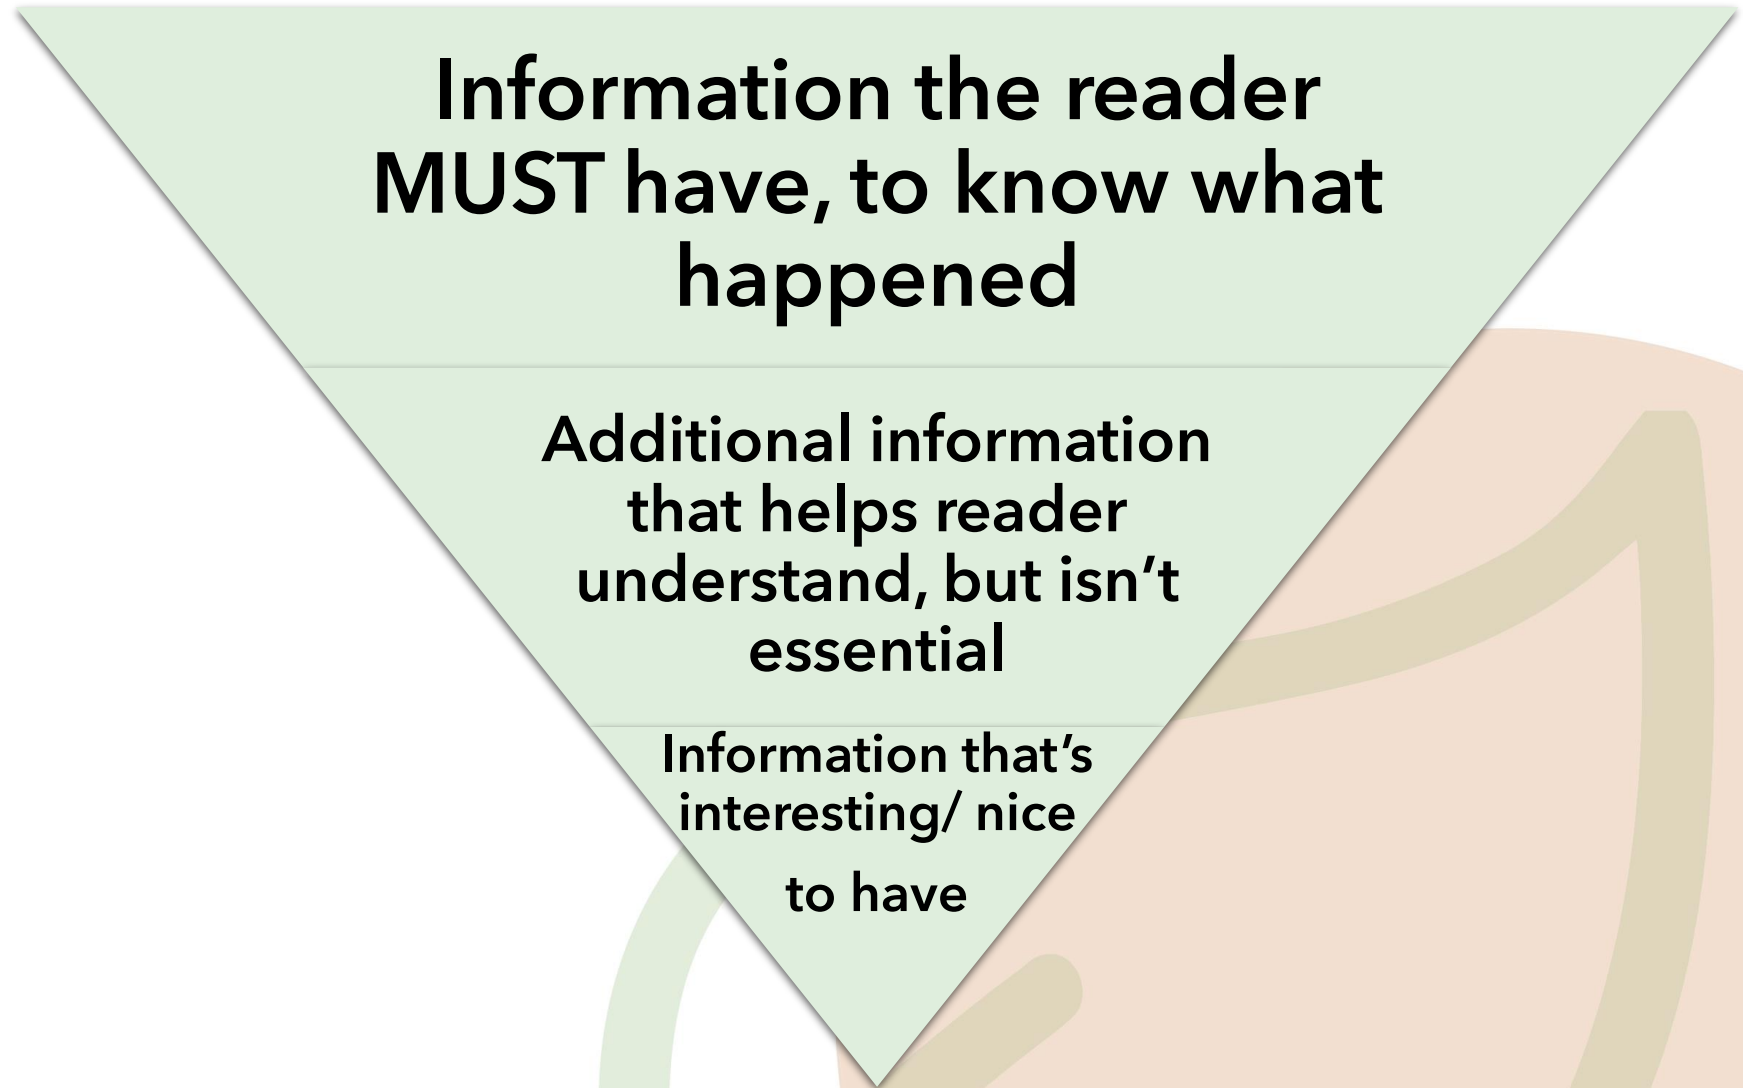 Information the reader
MUST have, to know what
happened
Additional information
that helps reader
understand, but isn’t
essential
Information that’s
interesting/ nice
to have